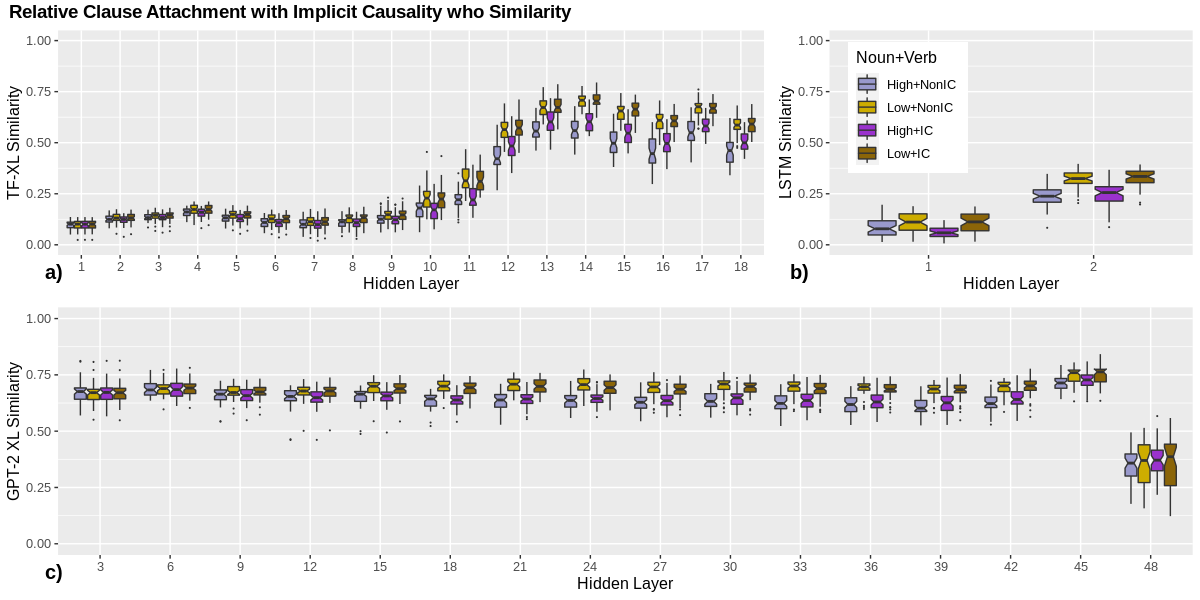 Relative Clause Attachment with Implicit Causality who Similarity
TF-XL Similarity
1.00
0.75
0.50
0.25
0.00
1 2 3 4 5 6 7 8 9 10 11 12 13 14 15 16 17 18
a)
Hidden Layer
LSTM Similarity
1.00
0.75
0.50
0.25
0.00
Noun+Verb
High+NonIC
Low+NonIC
High+IC
Low+IC
1 2
b)
Hidden Layer
GPT-2 XL Similarity
1.00
0.75
0.50
0.25
0.00
3 6 9 12 15 18 21 24 27 30 33 36 39 42 45 48
c)
Hidden Layer